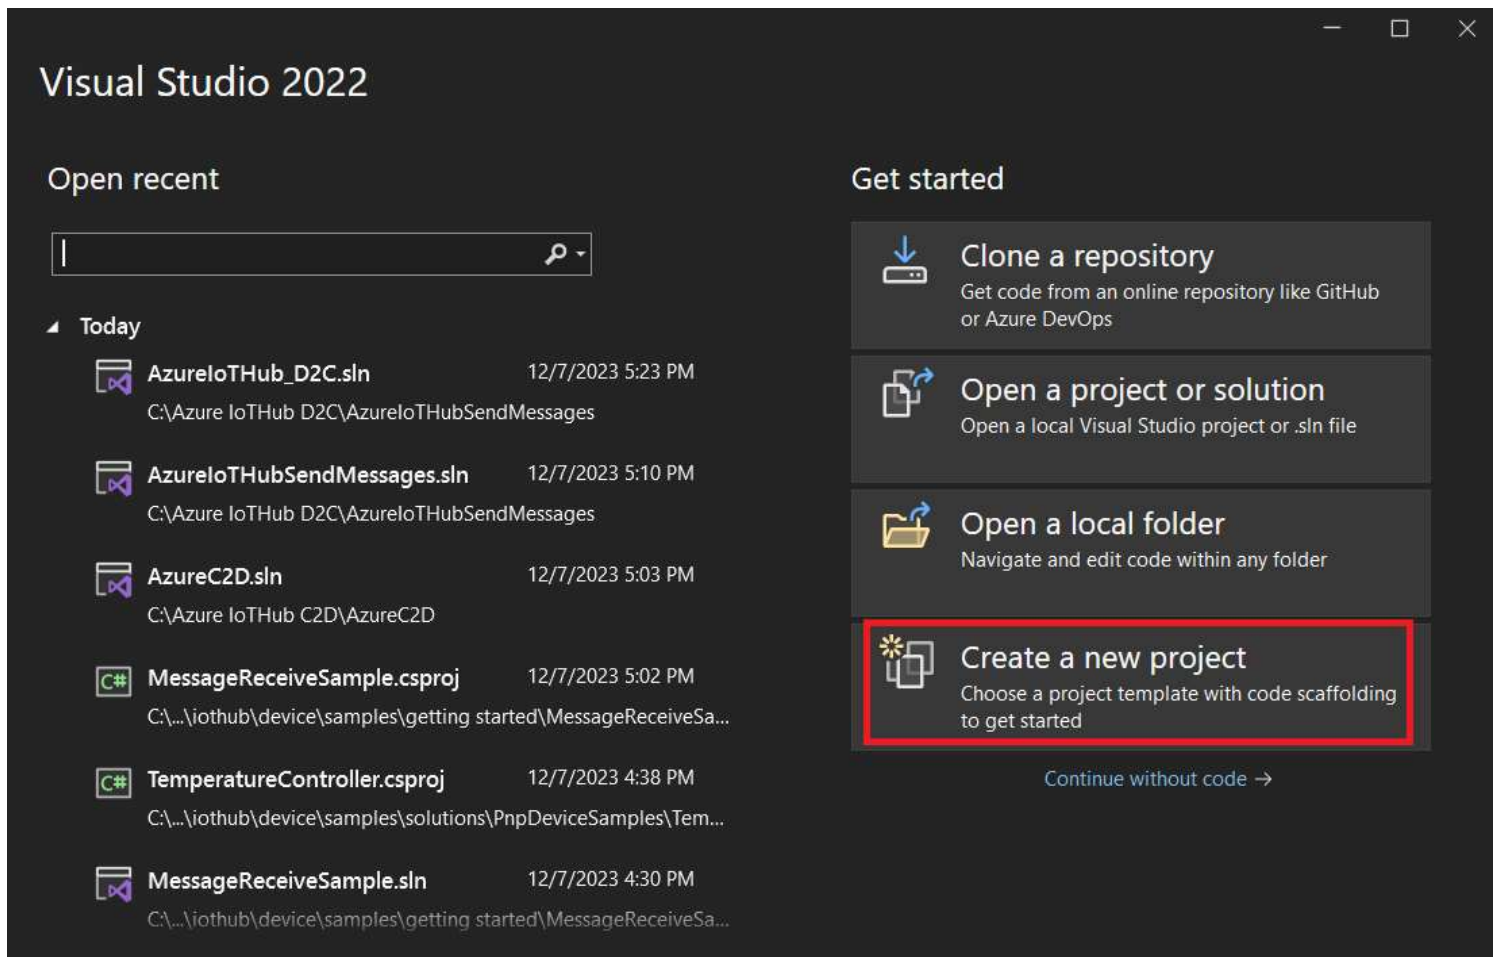 Visual Studio 2022
Open recent
Today
AzureIoTHub_D2C.sln 12/7/2023 5:23 PM
C:\Azure IoTHub D2C\AzureIoTHubSendMessages
AzureIoTHubSendMessages.sln 12/7/2023 5:10 PM
C:\Azure IoTHub D2C\AzureIoTHubSendMessages
AzureC2D.sln 12/7/2023 5:03 PM
C:\Azure IoTHub C2D\AzureC2D
C# MessageReceiveSample.csproj 12/7/2023 5:02 PM
C:\...\iothub\device\samples\getting started\MessageReceiveSa...
C# TemperatureController.csproj 12/7/2023 4:38 PM
C:\...\iothub\device\samples\solutions\PnpDeviceSamples\Tem...
MessageReceiveSample.sln 12/7/2023 4:30 PM
C:\...\iothub\device\samples\getting started\MessageReceiveSa...
Get started
Clone a repository
Get code from an online repository like GitHub
or Azure DevOps
Open a project or solution
Open a local Visual Studio project or .sln file
Open a local folder
Navigate and edit code within any folder
Create a new project
Choose a project template with code scaffolding
to get started
Continue without code →